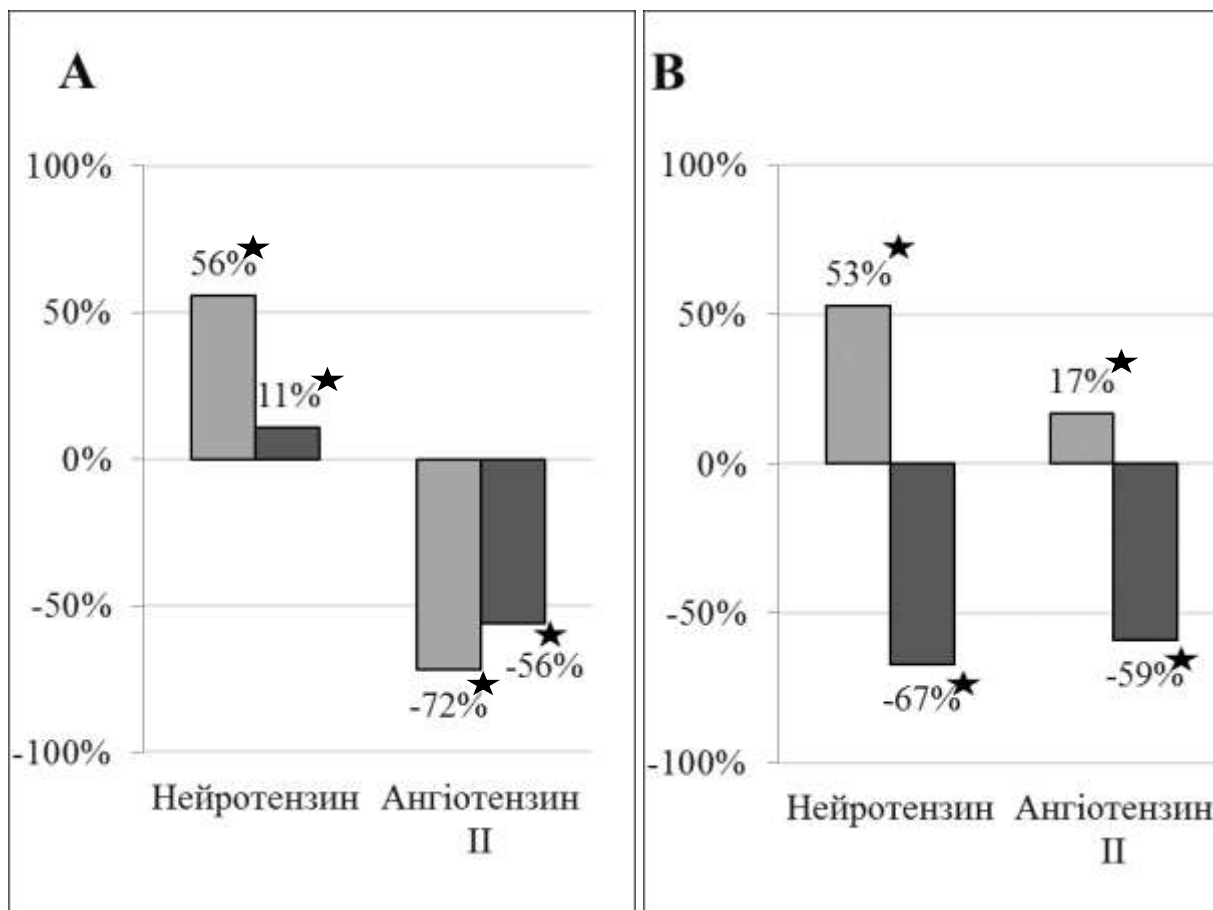 A
100%
50%
0%
-50%
-100%
56%★
11%★
-72%★
-56%★
Нейротензин
Ангіотензин
II
B
100%
50%
0%
-50%
-100%
53%★
17%★
-67%★
-59%★
Нейротензин
Ангіотензин
II